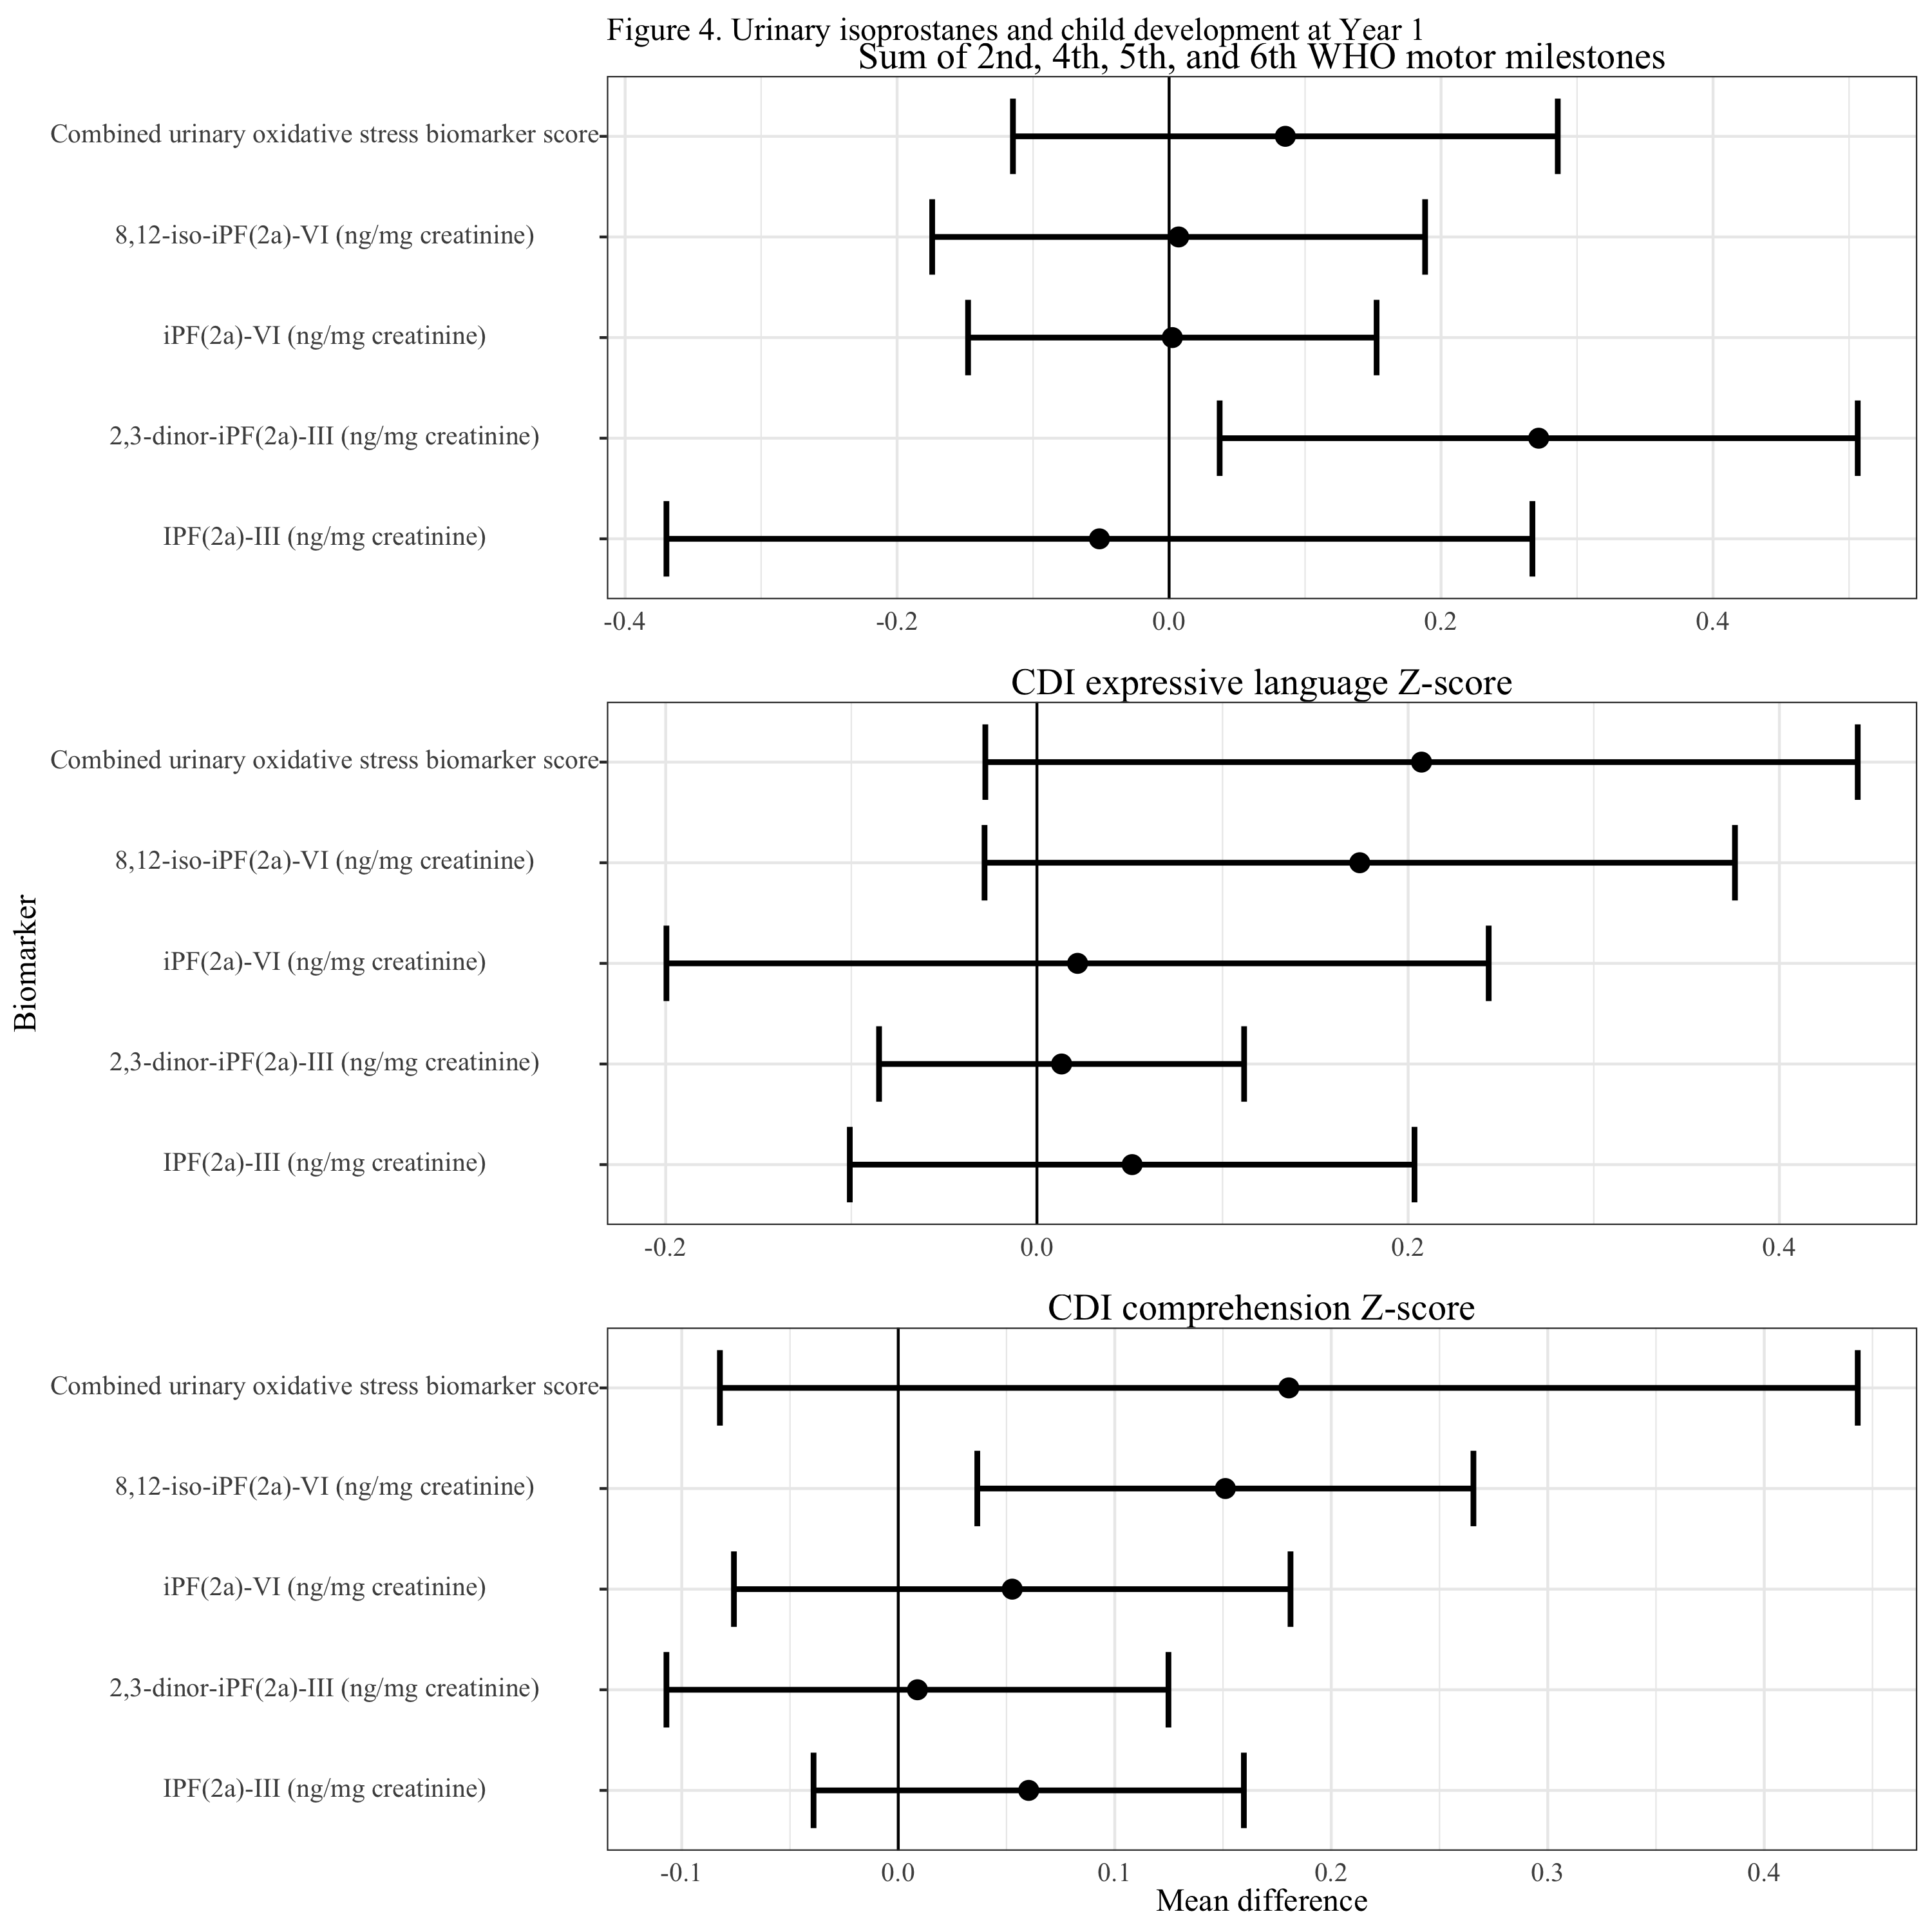 Figure 4. Urinary isoprostanes and child development at Year 1
Sum of 2nd, 4th, 5th, and 6th WHO motor milestones
Combined urinary oxidative stress biomarker score
8,12-iso-iPF(2a)-VI (ng/mg creatinine)
iPF(2a)-VI (ng/mg creatinine)
2,3-dinor-iPF(2a)-III (ng/mg creatinine)
IPF(2a)-III (ng/mg creatinine)
-0.4 -0.2 0.0 0.2 0.4
CDI expressive language Z-score
Combined urinary oxidative stress biomarker score
8,12-iso-iPF(2a)-VI (ng/mg creatinine)
iPF(2a)-VI (ng/mg creatinine)
2,3-dinor-iPF(2a)-III (ng/mg creatinine)
IPF(2a)-III (ng/mg creatinine)
-0.2 0.0 0.2 0.4
Biomarker
CDI comprehension Z-score
Combined urinary oxidative stress biomarker score
8,12-iso-iPF(2a)-VI (ng/mg creatinine)
iPF(2a)-VI (ng/mg creatinine)
2,3-dinor-iPF(2a)-III (ng/mg creatinine)
IPF(2a)-III (ng/mg creatinine)
-0.1 0.0 0.1 0.2 0.3 0.4
Mean difference